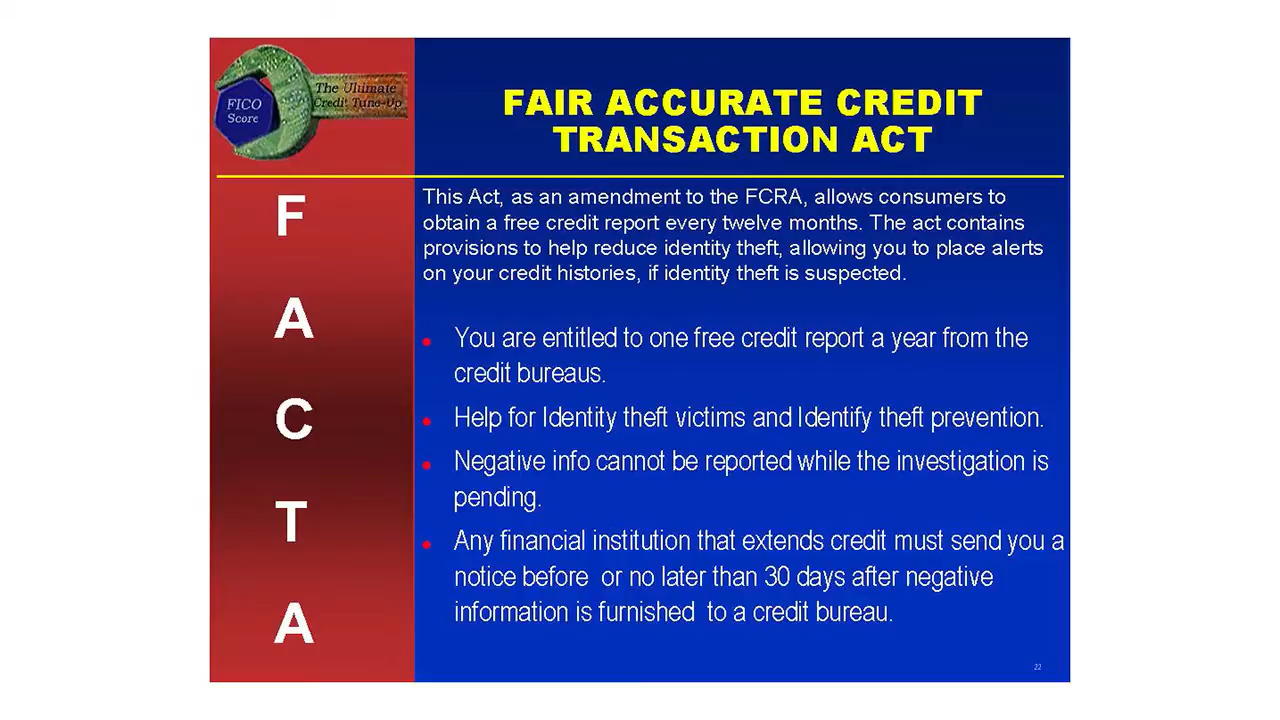 FICO
Score
The Ultimate
Credit Tune-Up
FAIR ACCURATE CREDIT
TRANSACTION ACT
F
A
C
T
A
This Act, as an amendment to the FCRA, allows consumers to
obtain a free credit report every twelve months. The act contains
provisions to help reduce identity theft, allowing you to place alerts
on your credit histories, if identity theft is suspected.
You are entitled to one free credit report a year from the
credit bureaus.
Help for Identity theft victims and Identify theft prevention.
Negative info cannot be reported while the investigation is
pending.
Any financial institution that extends credit must send you a
notice before or no later than 30 days after negative
information is furnished to a credit bureau.
22